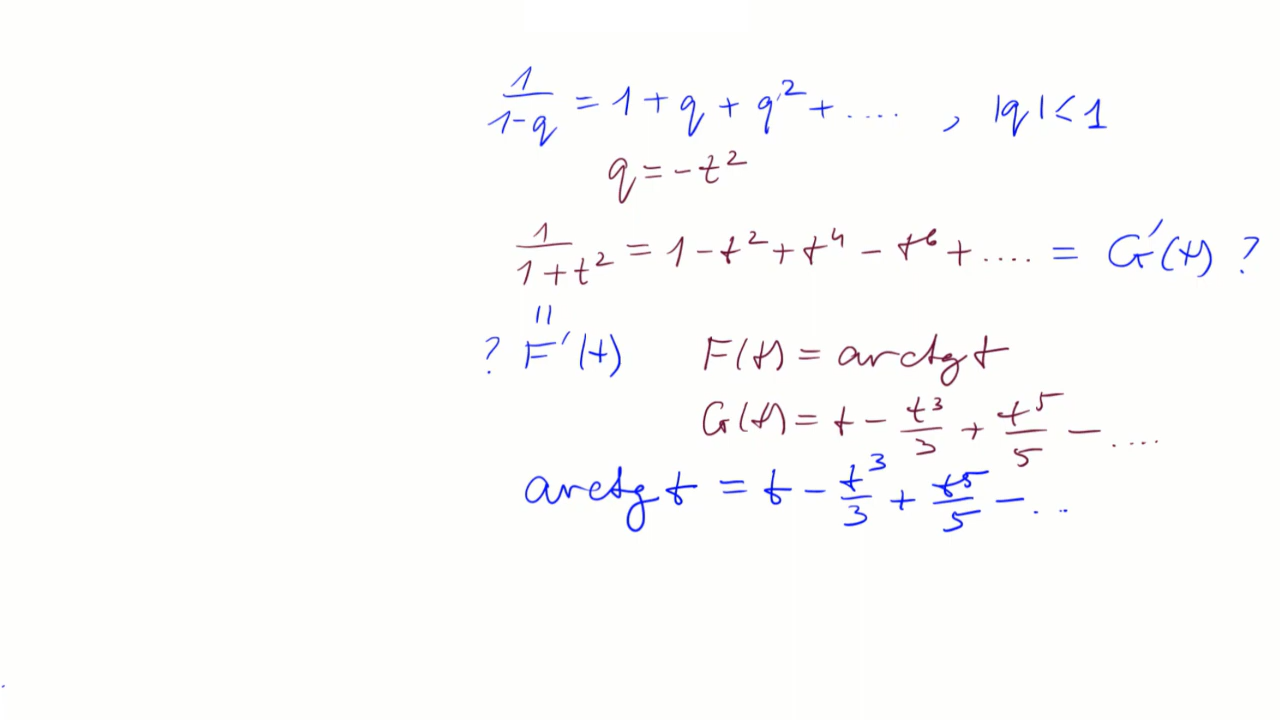 1/(1-q) = 1 + q + q² + .... , |q| < 1
q = -t²
1/(1+t²) = 1 - t² + t⁴ - t⁶ + .... = G'(t) ?
||
? F'(t) F(t) = arctg t
G(t) = t - t³/3 + t⁵/5 - ....
arctg t = t - t³/3 + t⁵/5 - ...